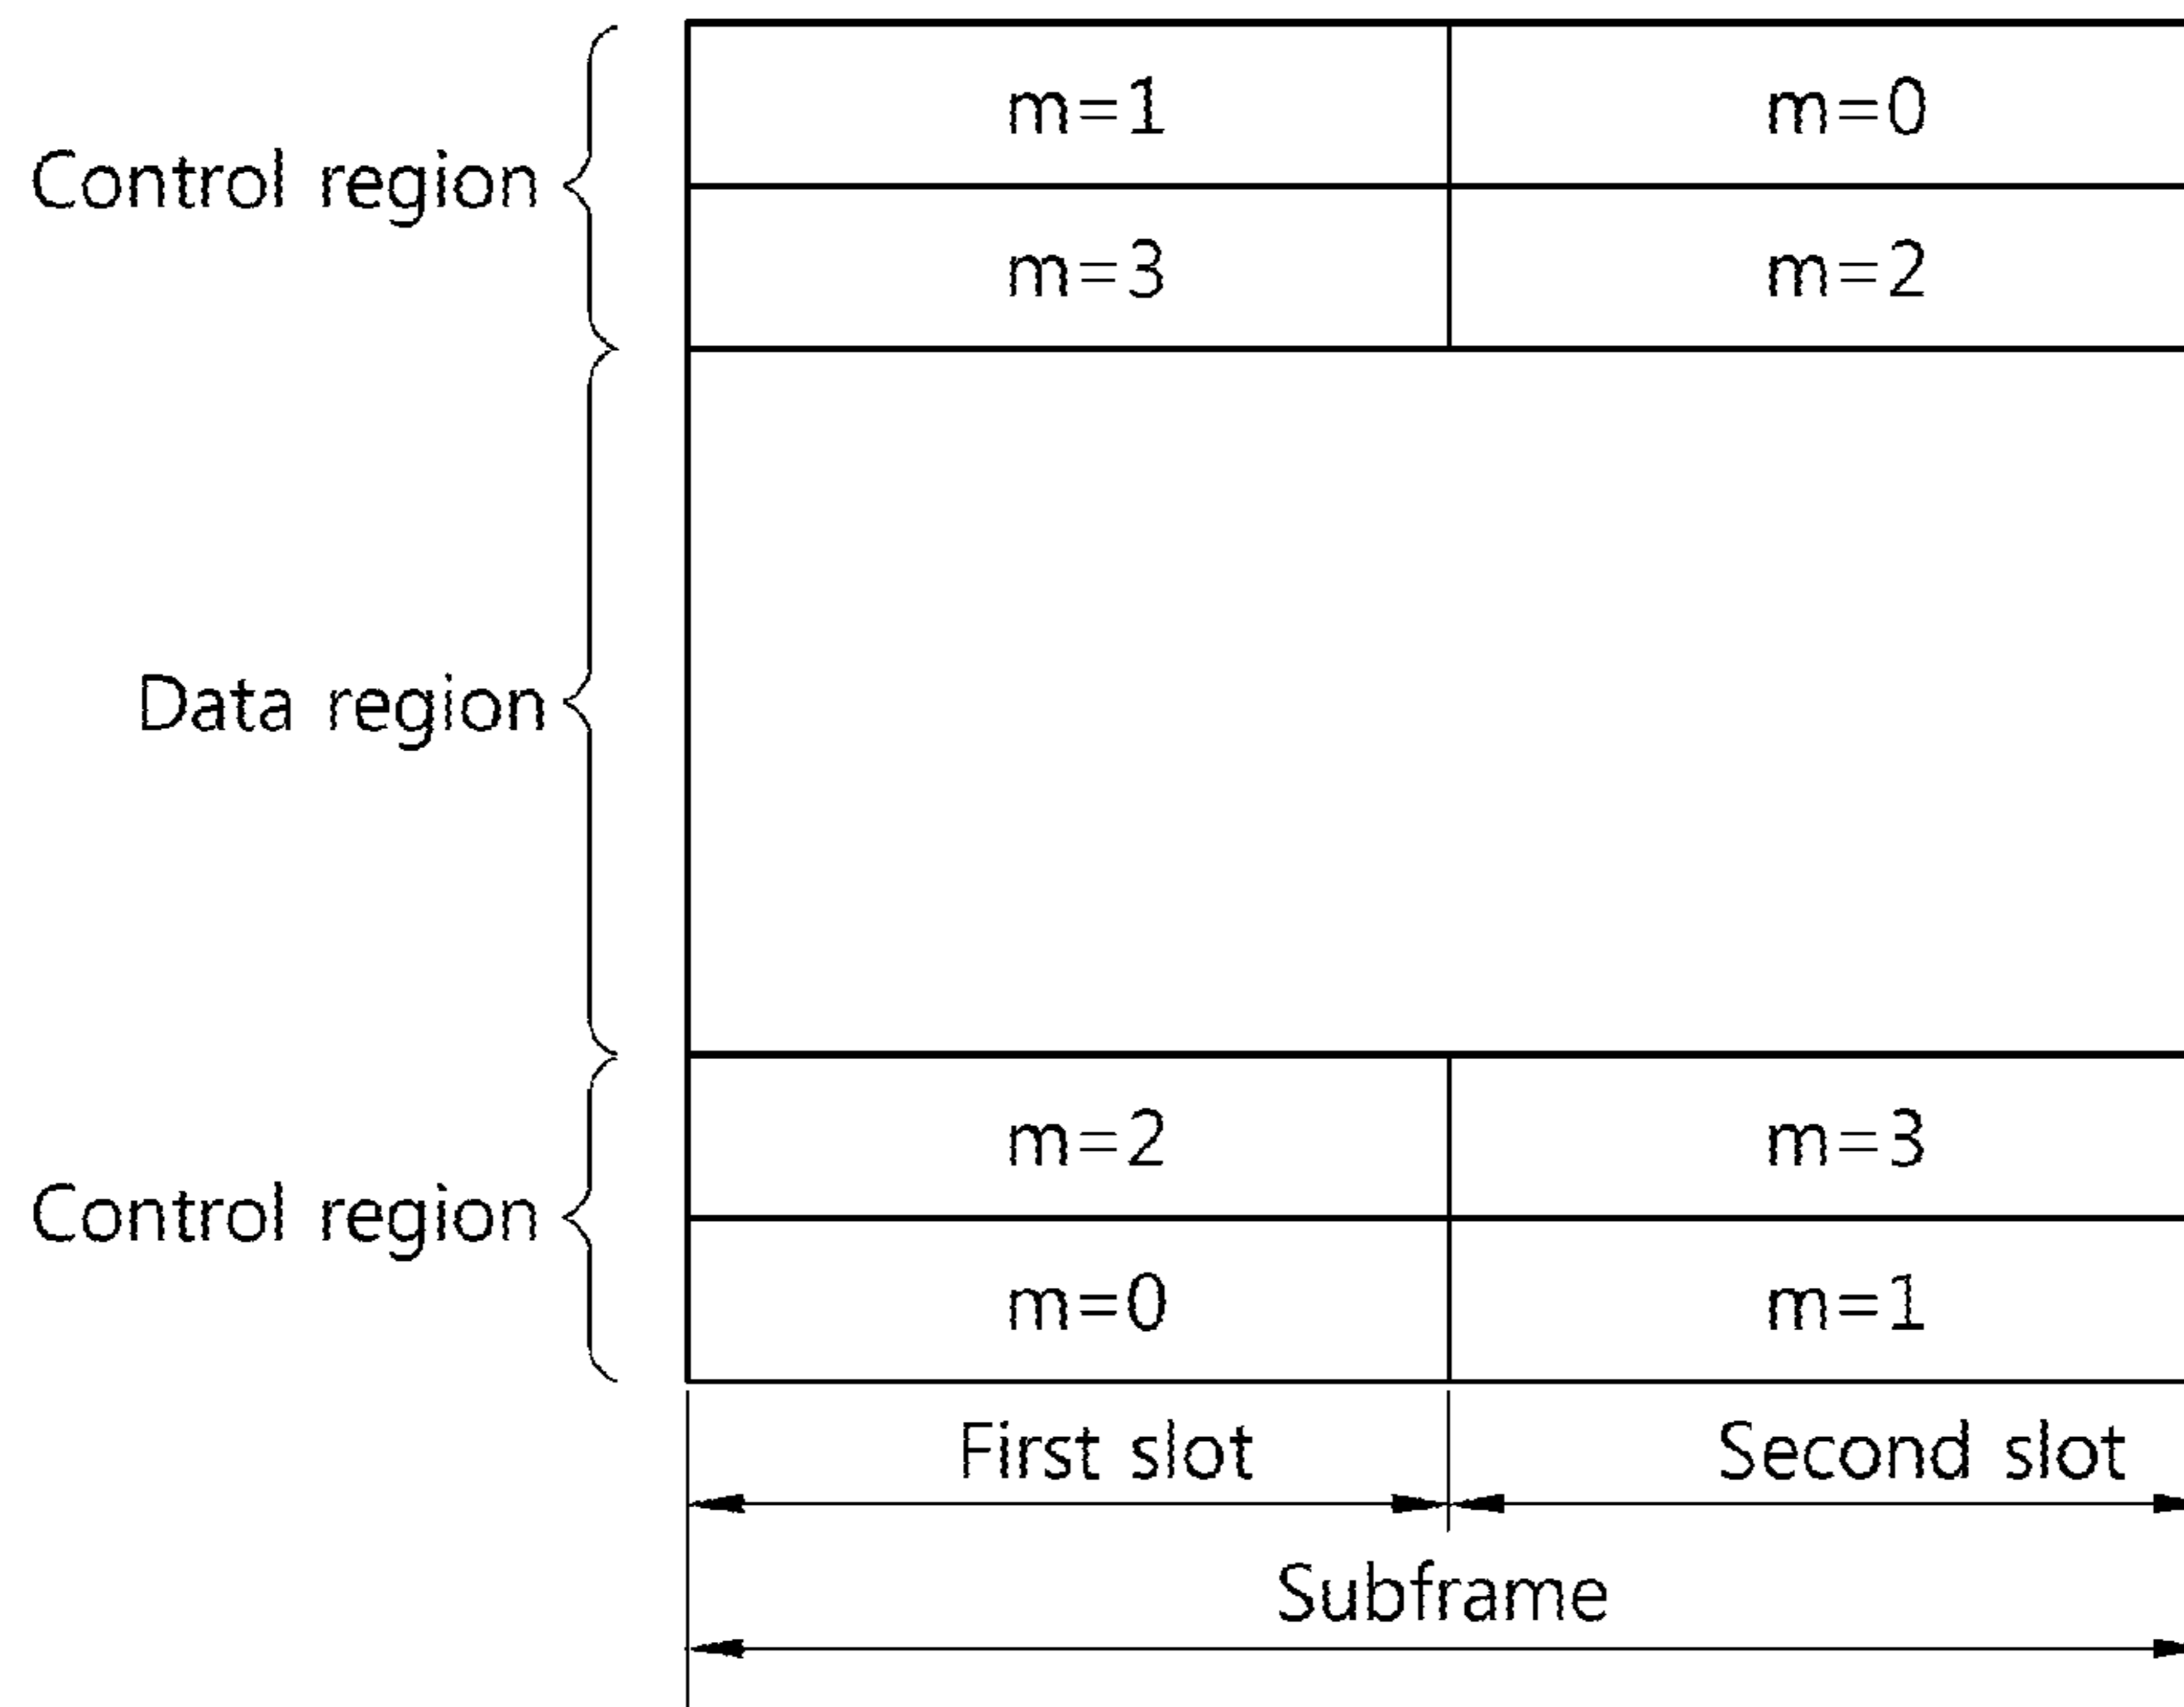 m=1 m=0
Control region
m=3 m=2
Data region
m=2 m=3
Control region
m=0 m=1
First slot Second slot
Subframe